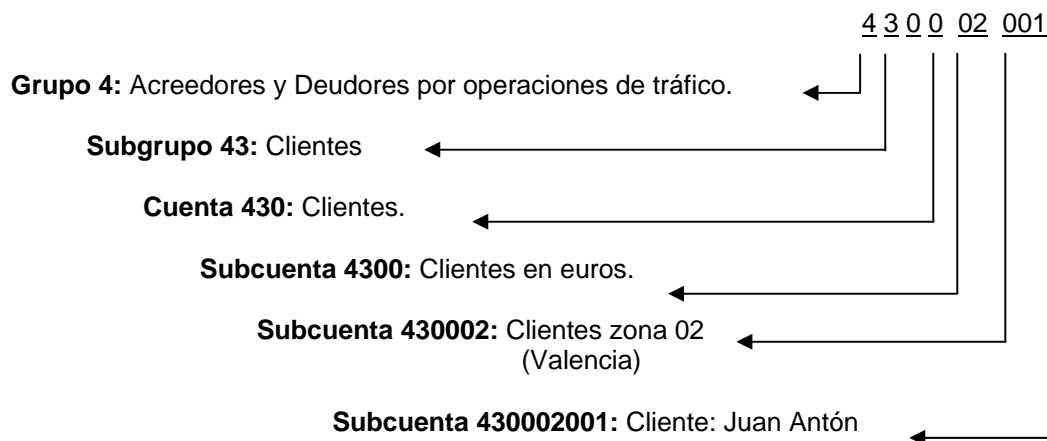 4 3 0 0 02 001
Grupo 4: Acreedores y Deudores por operaciones de tráfico.
Subgrupo 43: Clientes
Cuenta 430: Clientes.
Subcuenta 4300: Clientes en euros.
Subcuenta 430002: Clientes zona 02
(Valencia)
Subcuenta 430002001: Cliente: Juan Antón